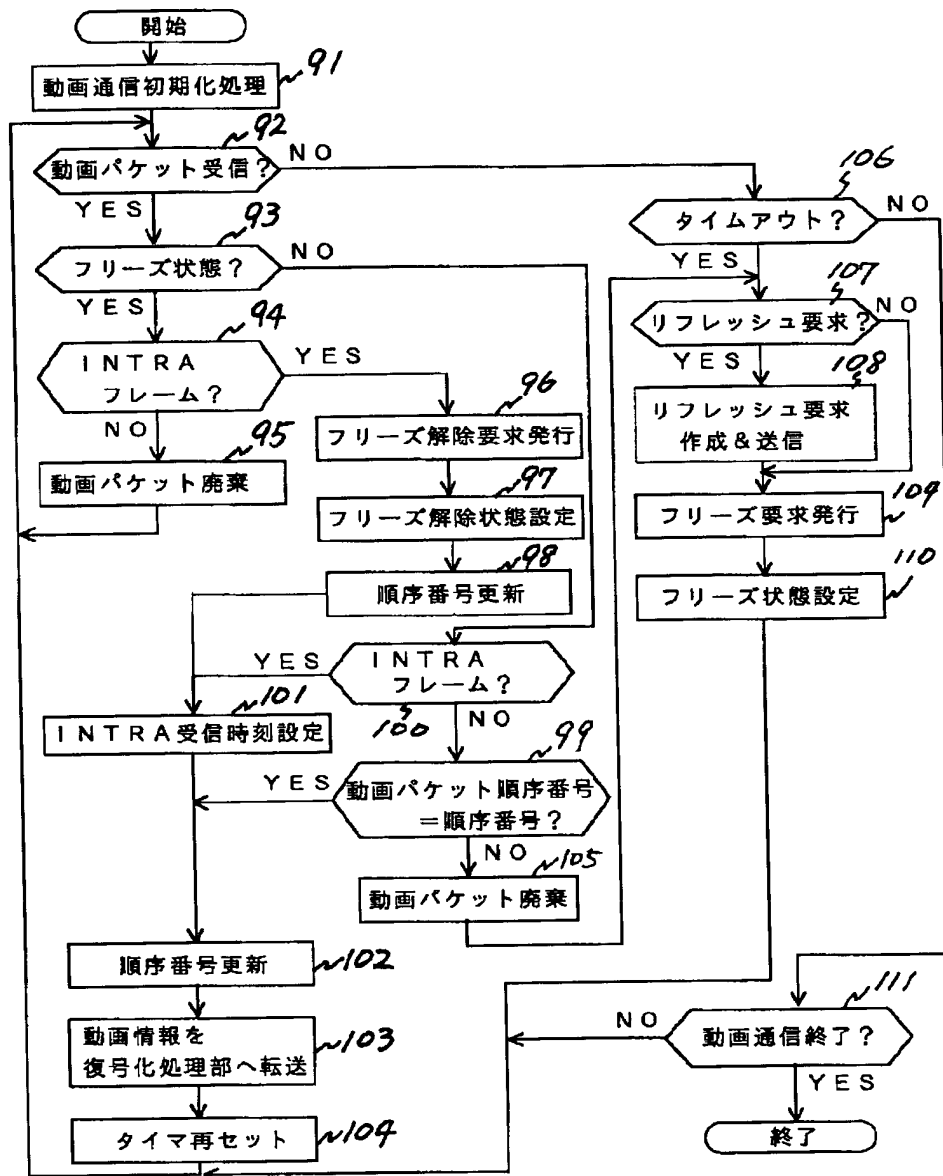 開始
91
動画通信初期化処理
92
動画パケット受信?
NO
YES
93
フリーズ状態?
NO
YES
94
INTRA
フレーム?
YES
NO
95
動画パケット廃棄
96
フリーズ解除要求発行
97
フリーズ解除状態設定
98
順序番号更新
YES
INTRA
フレーム?
100
NO
101
INTRA受信時刻設定
99
YES
動画パケット順序番号
=順序番号?
NO
105
動画パケット廃棄
順序番号更新
102
動画情報を
復号化処理部へ転送
103
タイマ再セット
104
106
タイムアウト?
NO
YES
107
リフレッシュ要求?
NO
YES
108
リフレッシュ要求
作成&送信
109
フリーズ要求発行
110
フリーズ状態設定
111
NO
動画通信終了?
YES
終了